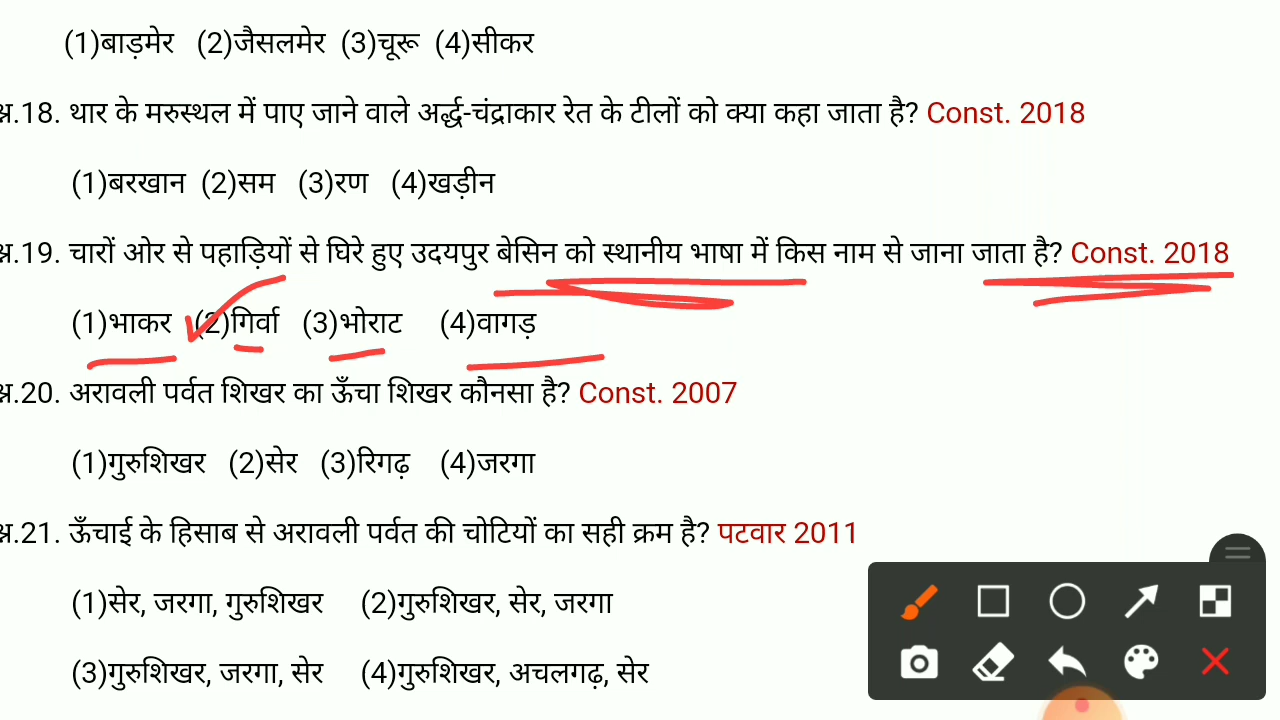 (1)बाड़मेर (2)जैसलमेर (3)चूरू (4)सीकर
न.18. थार के मरुस्थल में पाए जाने वाले अर्द्ध-चंद्राकार रेत के टीलों को क्या कहा जाता है? Const. 2018
(1)बरखान (2)सम (3)रण (4)खड़ीन
न.19. चारों ओर से पहाड़ियों से घिरे हुए उदयपुर बेसिन को स्थानीय भाषा में किस नाम से जाना जाता है? Const. 2018
(1)भाकर (2)गिर्वा (3)भोराट (4)वागड़
न.20. अरावली पर्वत शिखर का ऊँचा शिखर कौनसा है? Const. 2007
(1)गुरुशिखर (2)सेर (3)रिगढ़ (4)जरगा
न.21. ऊँचाई के हिसाब से अरावली पर्वत की चोटियों का सही क्रम है? पटवार 2011
(1)सेर, जरगा, गुरुशिखर (2)गुरुशिखर, सेर, जरगा
(3)गुरुशिखर, जरगा, सेर (4)गुरुशिखर, अचलगढ़, सेर